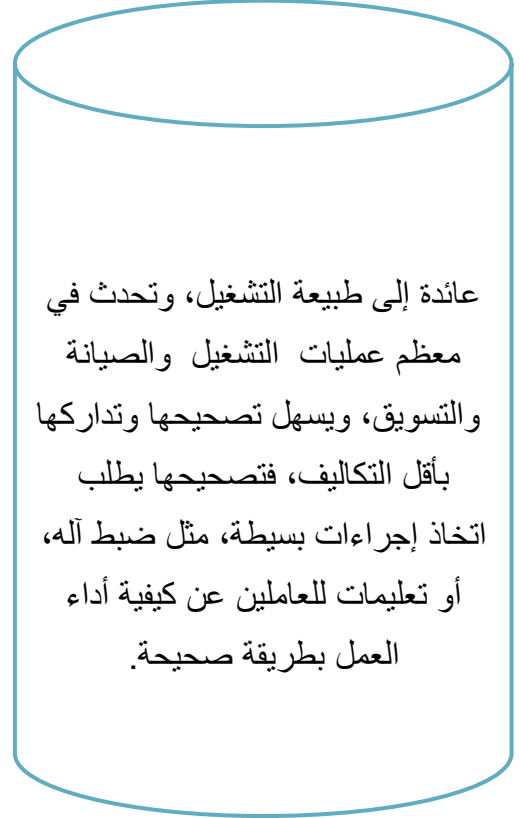 عائدة إلى طبيعة التشغيل، وتحدث في
معظم عمليات التشغيل والصيانة
والتسويق، ويسهل تصحيحها وتداركها
بأقل التكاليف، فتصحيحها يطلب
اتخاذ إجراءات بسيطة، مثل ضبط آله،
أو تعليمات للعاملين عن كيفية أداء
العمل بطريقة صحيحة.